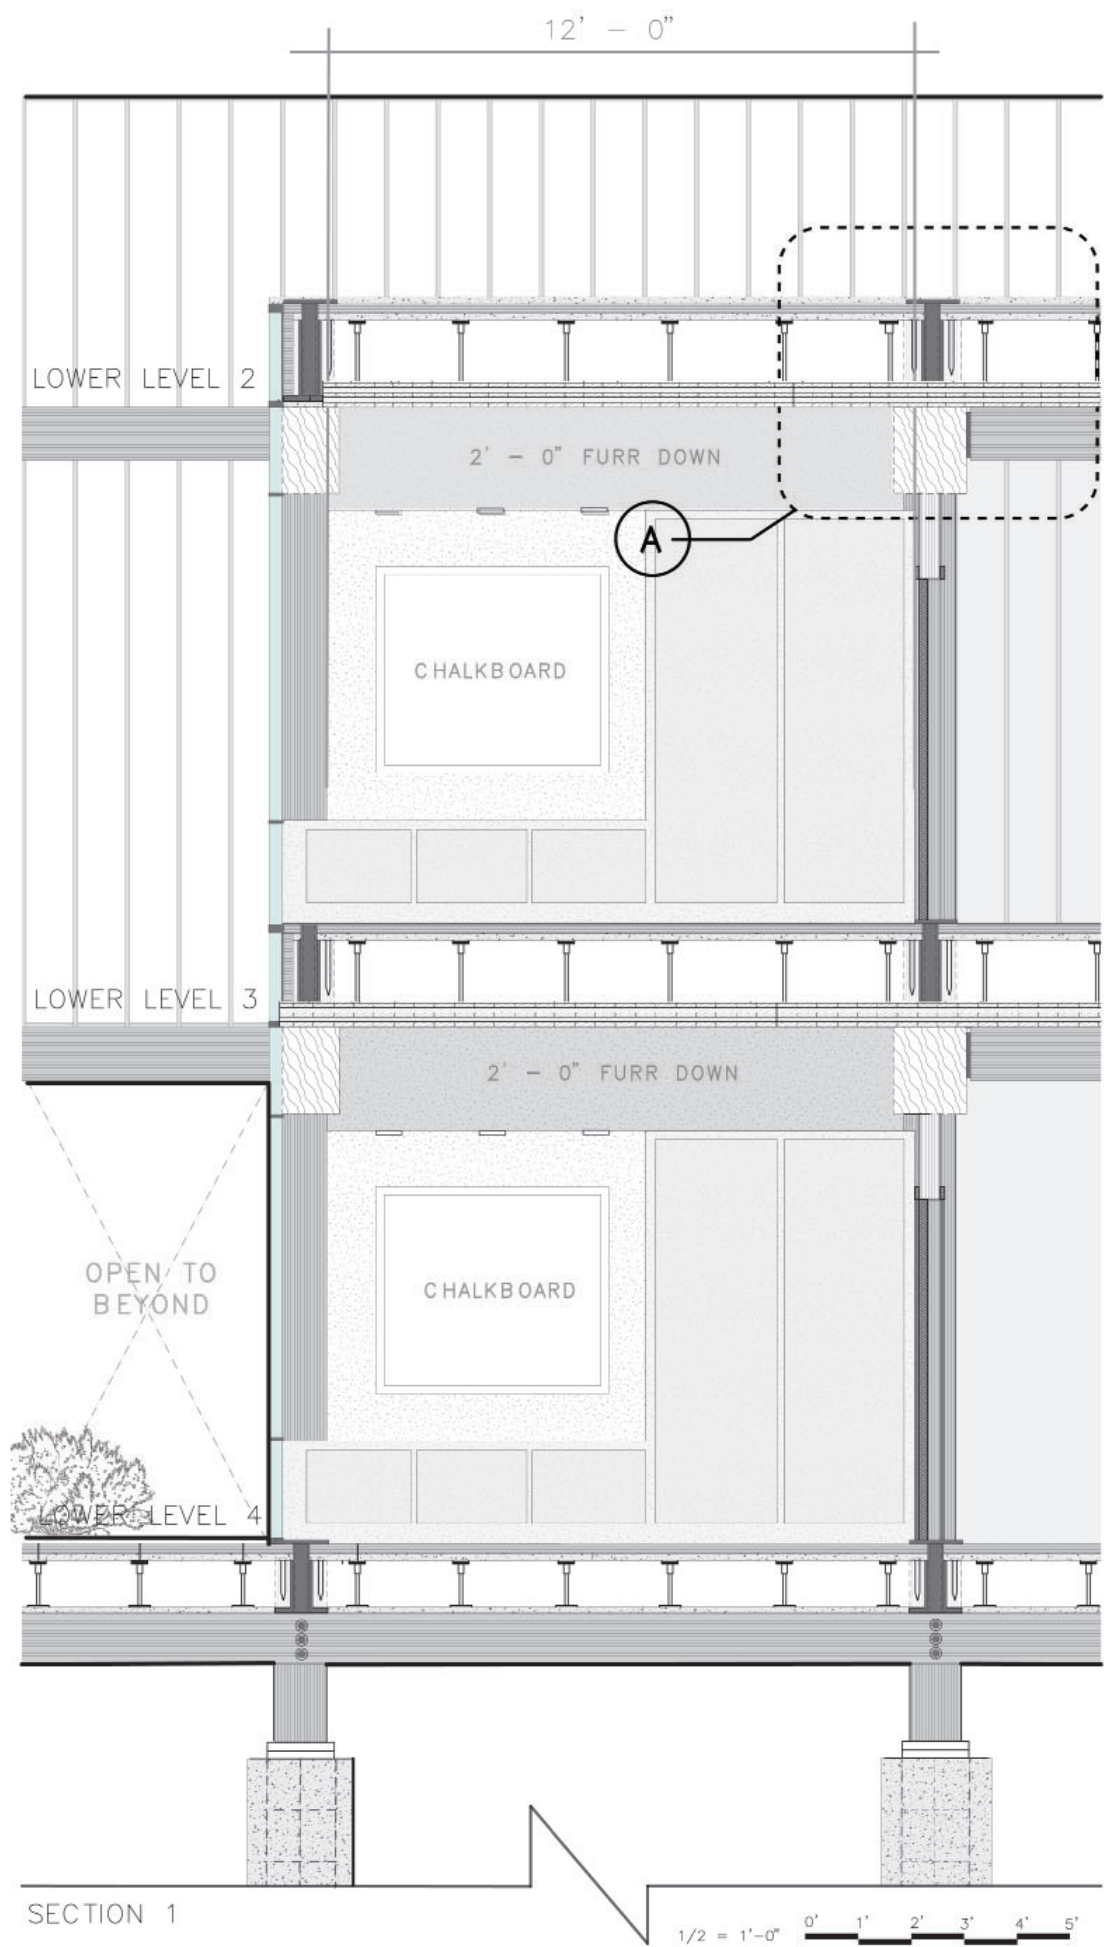 12' - 0"
LOWER LEVEL 2
2' - 0" FURR DOWN
A
CHALKBOARD
LOWER LEVEL 3
2' - 0" FURR DOWN
OPEN TO
BEYOND
CHALKBOARD
LOWER LEVEL 4
SECTION 1
1/2 = 1'-0" 0' 1' 2' 3' 4' 5'